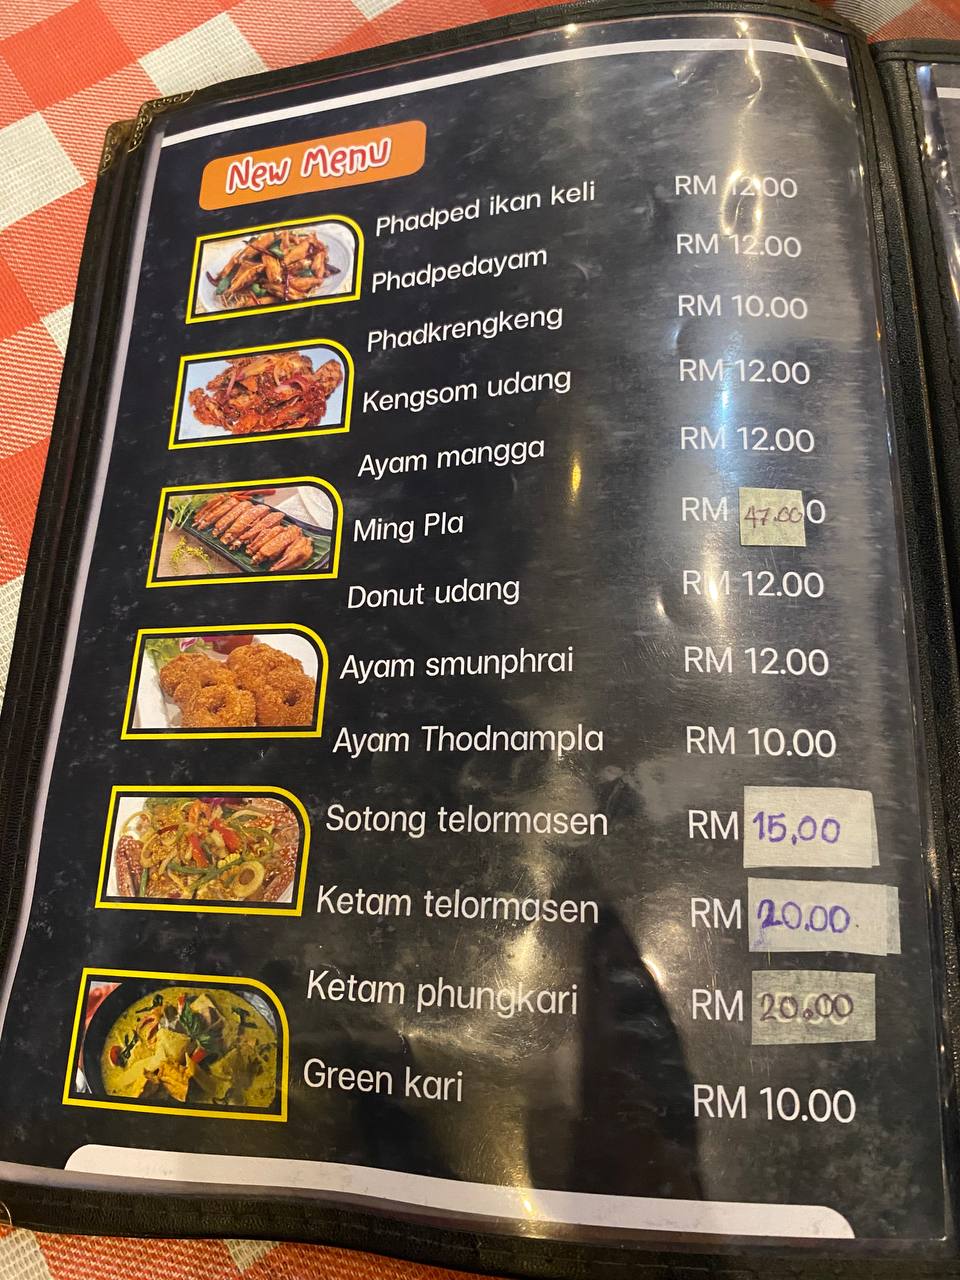 New Menu
Phadped ikan keli RM 12.00
Phadpedayam RM 12.00
Phadkrengkeng RM 10.00
Kengsom udang RM 12.00
Ayam mangga RM 12.00
Ming Pla RM 47.000
Donut udang RM 12.00
Ayam smunphrai RM 12.00
Ayam Thodnampla RM 10.00
Sotong telormasen RM 15,00
Ketam telormasen RM 20.00
Ketam phungkari RM 20.00
Green kari RM 10.00